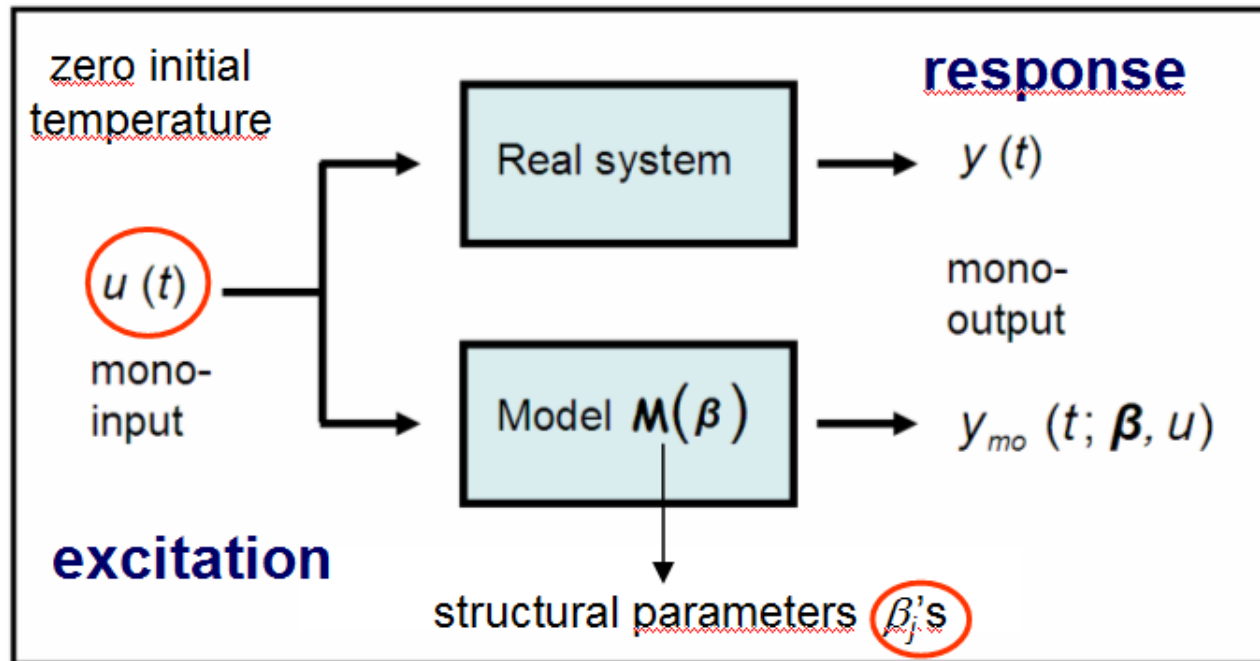 zero initial
temperature
response
Real system
y (t)
u (t)
mono-
input
mono-
output
Model M(β)
y_mo (t; β, u)
excitation
structural parameters β_j's